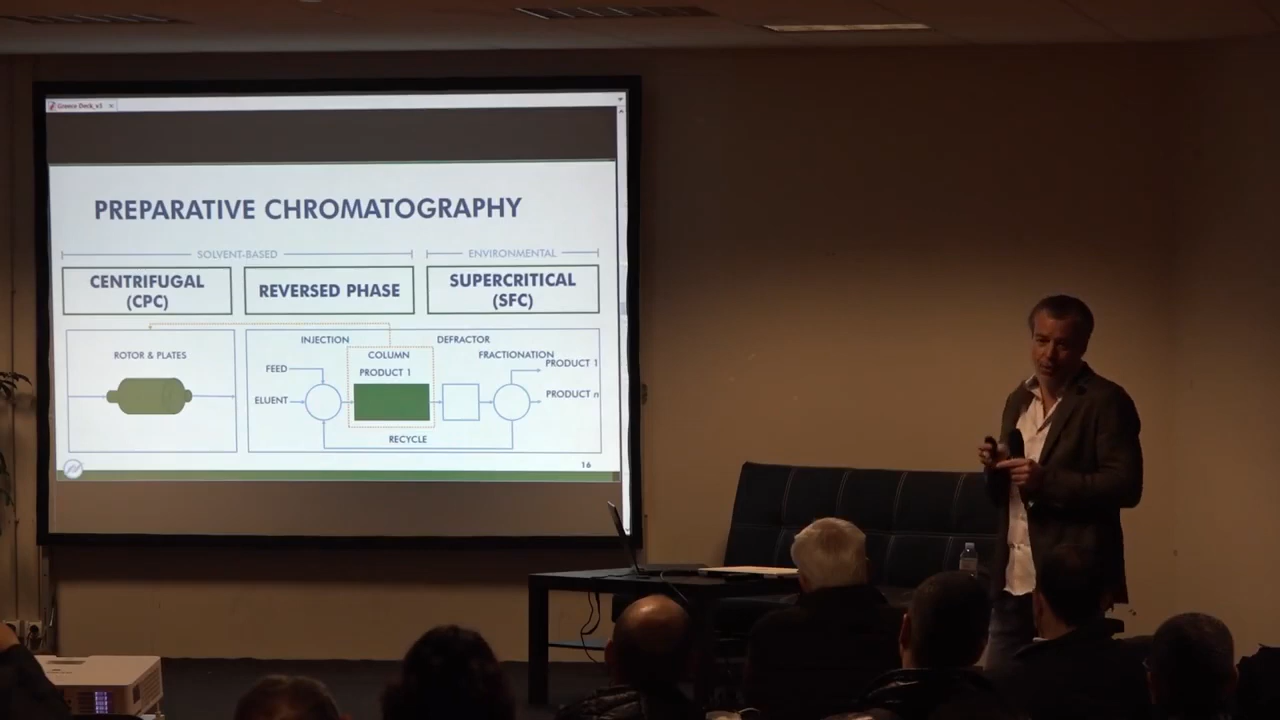 Greece Deck_v3
PREPARATIVE CHROMATOGRAPHY
SOLVENT-BASED
ENVIRONMENTAL
CENTRIFUGAL
(CPC)
REVERSED PHASE
SUPERCRITICAL
(SFC)
ROTOR & PLATES
INJECTION
DEFRACTOR
COLUMN
FRACTIONATION
PRODUCT 1
FEED
PRODUCT 1
ELUENT
PRODUCT n
RECYCLE
16